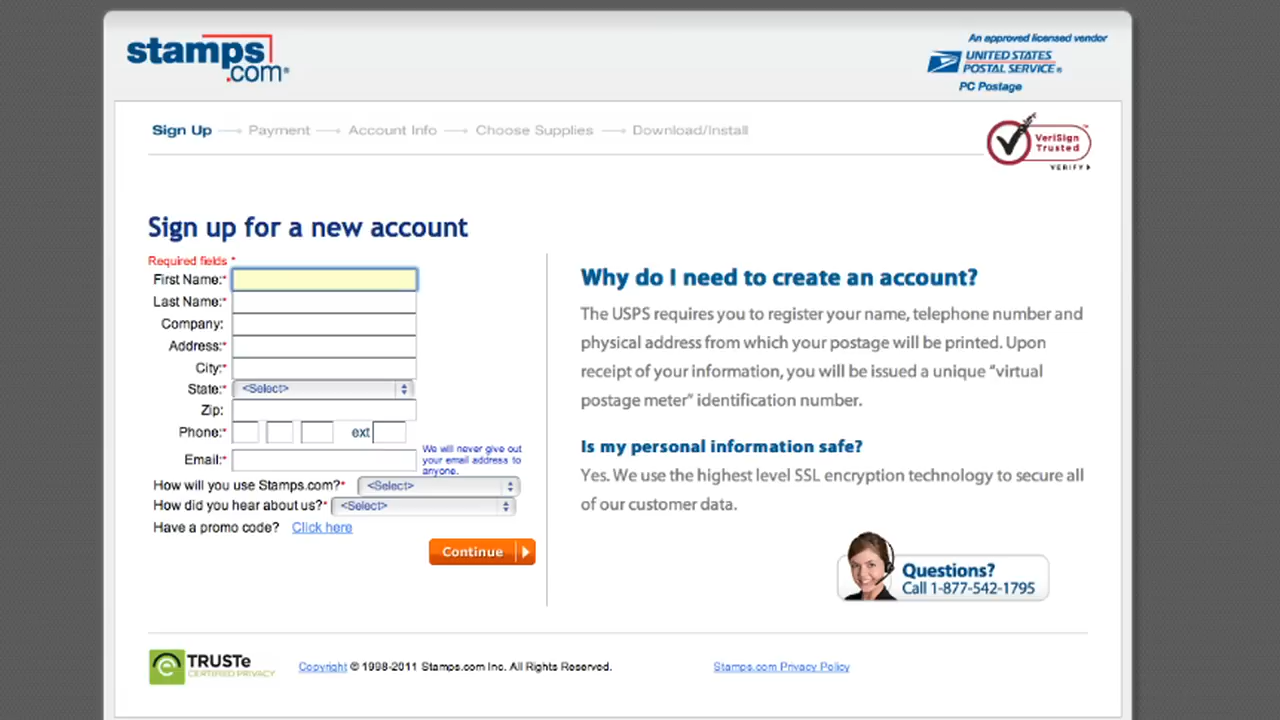 stamps
.com®
An approved licensed vendor
UNITED STATES
POSTAL SERVICE®
PC Postage
Sign Up Payment Account Info Choose Supplies Download/Install
VeriSign
Trusted™
VERIFY
Sign up for a new account
Required fields *
First Name:*
Last Name:*
Company:
Address:*
City:*
State:* <Select>
Zip:
Phone:* ext
Email:*
We will never give out
your email address to
anyone.
How will you use Stamps.com?* <Select>
How did you hear about us?* <Select>
Have a promo code? Click here
Continue
Why do I need to create an account?
The USPS requires you to register your name, telephone number and
physical address from which your postage will be printed. Upon
receipt of your information, you will be issued a unique “virtual
postage meter” identification number.
Is my personal information safe?
Yes. We use the highest level SSL encryption technology to secure all
of our customer data.
Questions?
Call 1-877-542-1795
TRUSTe
CERTIFIED PRIVACY
Copyright © 1998-2011 Stamps.com Inc. All Rights Reserved.
Stamps.com Privacy Policy